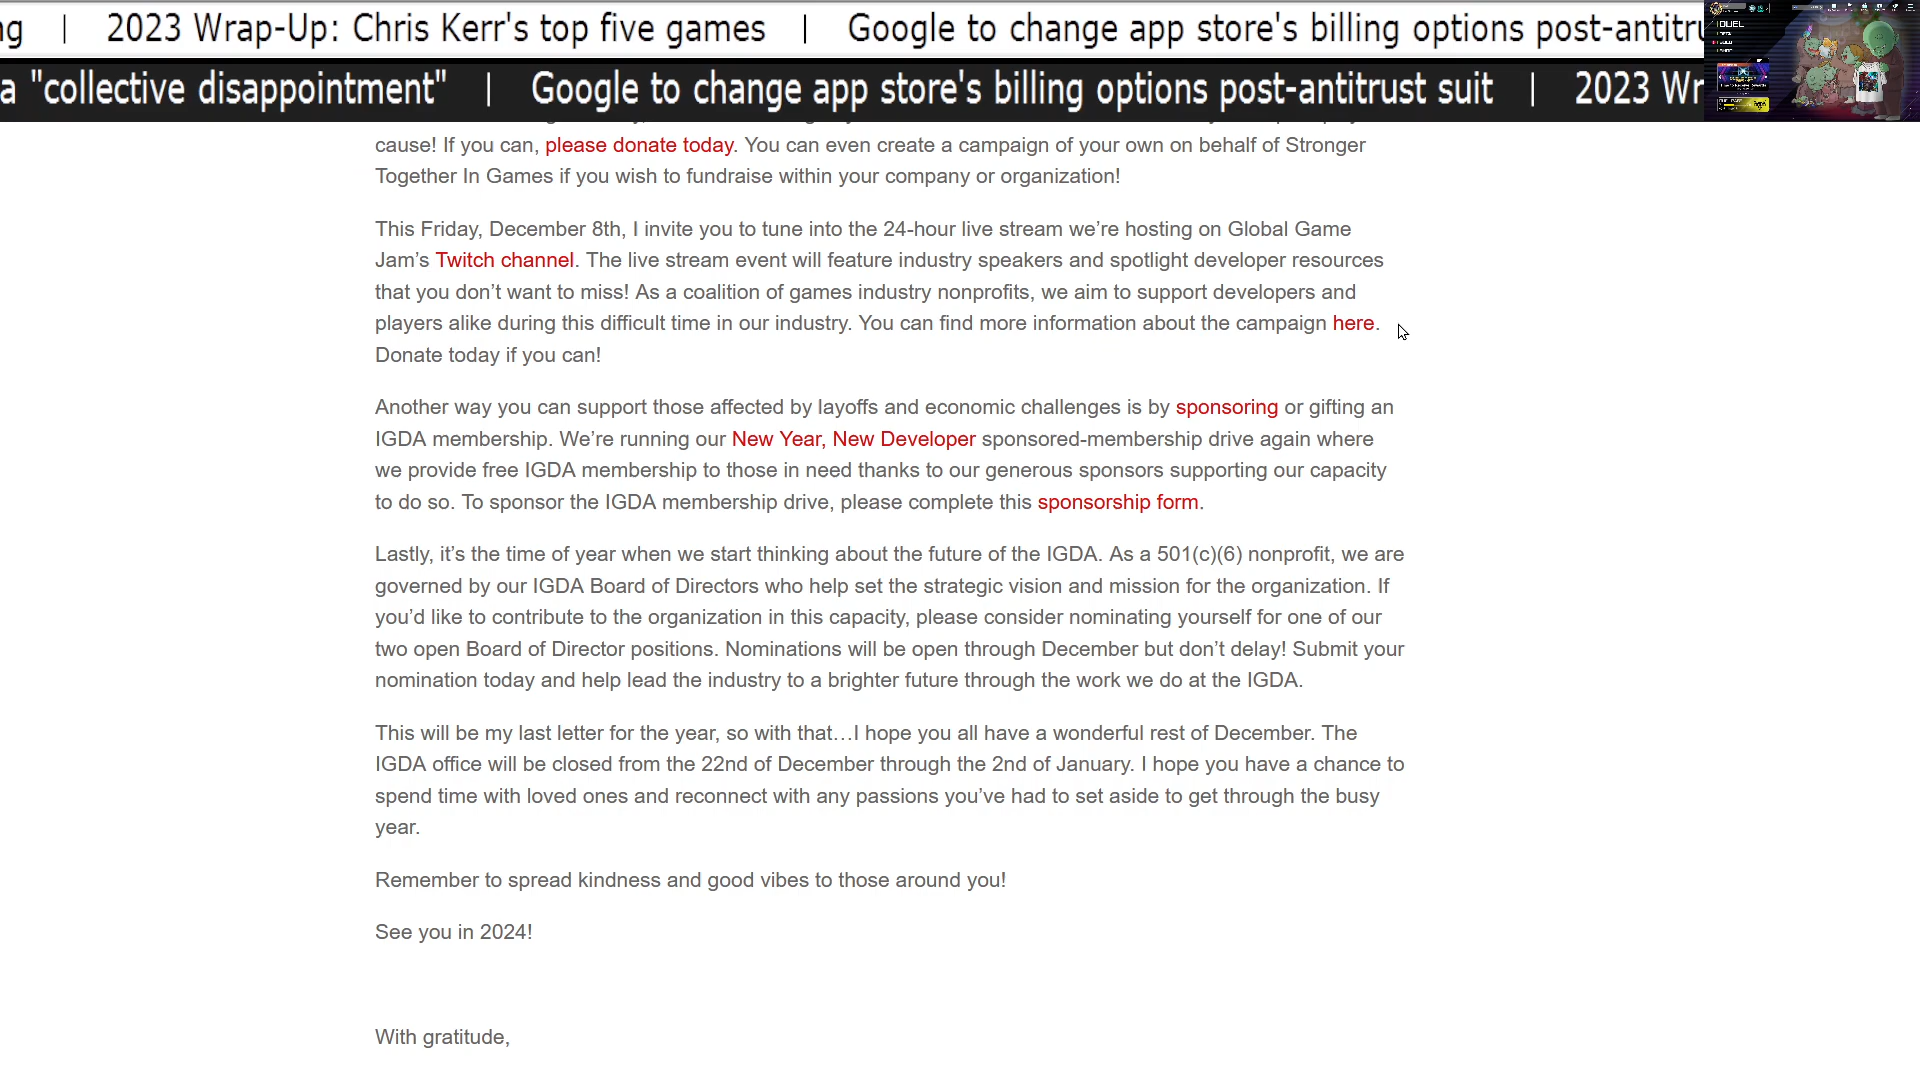 ng | 2023 Wrap-Up: Chris Kerr's top five games | Google to change app store's billing options post-antitru
a "collective disappointment" | Google to change app store's billing options post-antitrust suit | 2023 Wr
DUEL
cause! If you can, please donate today. You can even create a campaign of your own on behalf of Stronger
Together In Games if you wish to fundraise within your company or organization!
This Friday, December 8th, I invite you to tune into the 24-hour live stream we’re hosting on Global Game
Jam’s Twitch channel. The live stream event will feature industry speakers and spotlight developer resources
that you don’t want to miss! As a coalition of games industry nonprofits, we aim to support developers and
players alike during this difficult time in our industry. You can find more information about the campaign here.
Donate today if you can!
Another way you can support those affected by layoffs and economic challenges is by sponsoring or gifting an
IGDA membership. We’re running our New Year, New Developer sponsored-membership drive again where
we provide free IGDA membership to those in need thanks to our generous sponsors supporting our capacity
to do so. To sponsor the IGDA membership drive, please complete this sponsorship form.
Lastly, it’s the time of year when we start thinking about the future of the IGDA. As a 501(c)(6) nonprofit, we are
governed by our IGDA Board of Directors who help set the strategic vision and mission for the organization. If
you’d like to contribute to the organization in this capacity, please consider nominating yourself for one of our
two open Board of Director positions. Nominations will be open through December but don’t delay! Submit your
nomination today and help lead the industry to a brighter future through the work we do at the IGDA.
This will be my last letter for the year, so with that…I hope you all have a wonderful rest of December. The
IGDA office will be closed from the 22nd of December through the 2nd of January. I hope you have a chance to
spend time with loved ones and reconnect with any passions you’ve had to set aside to get through the busy
year.
Remember to spread kindness and good vibes to those around you!
See you in 2024!
With gratitude,